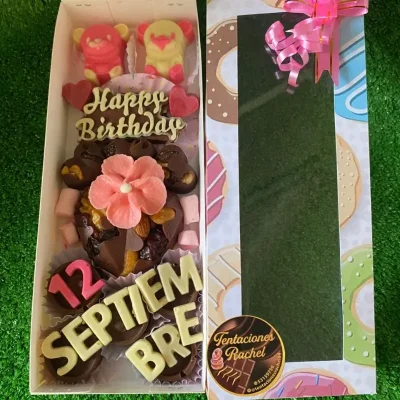 Happy
Birthday
12
SEPTIEM
BRE
Tentaciones
Rachel